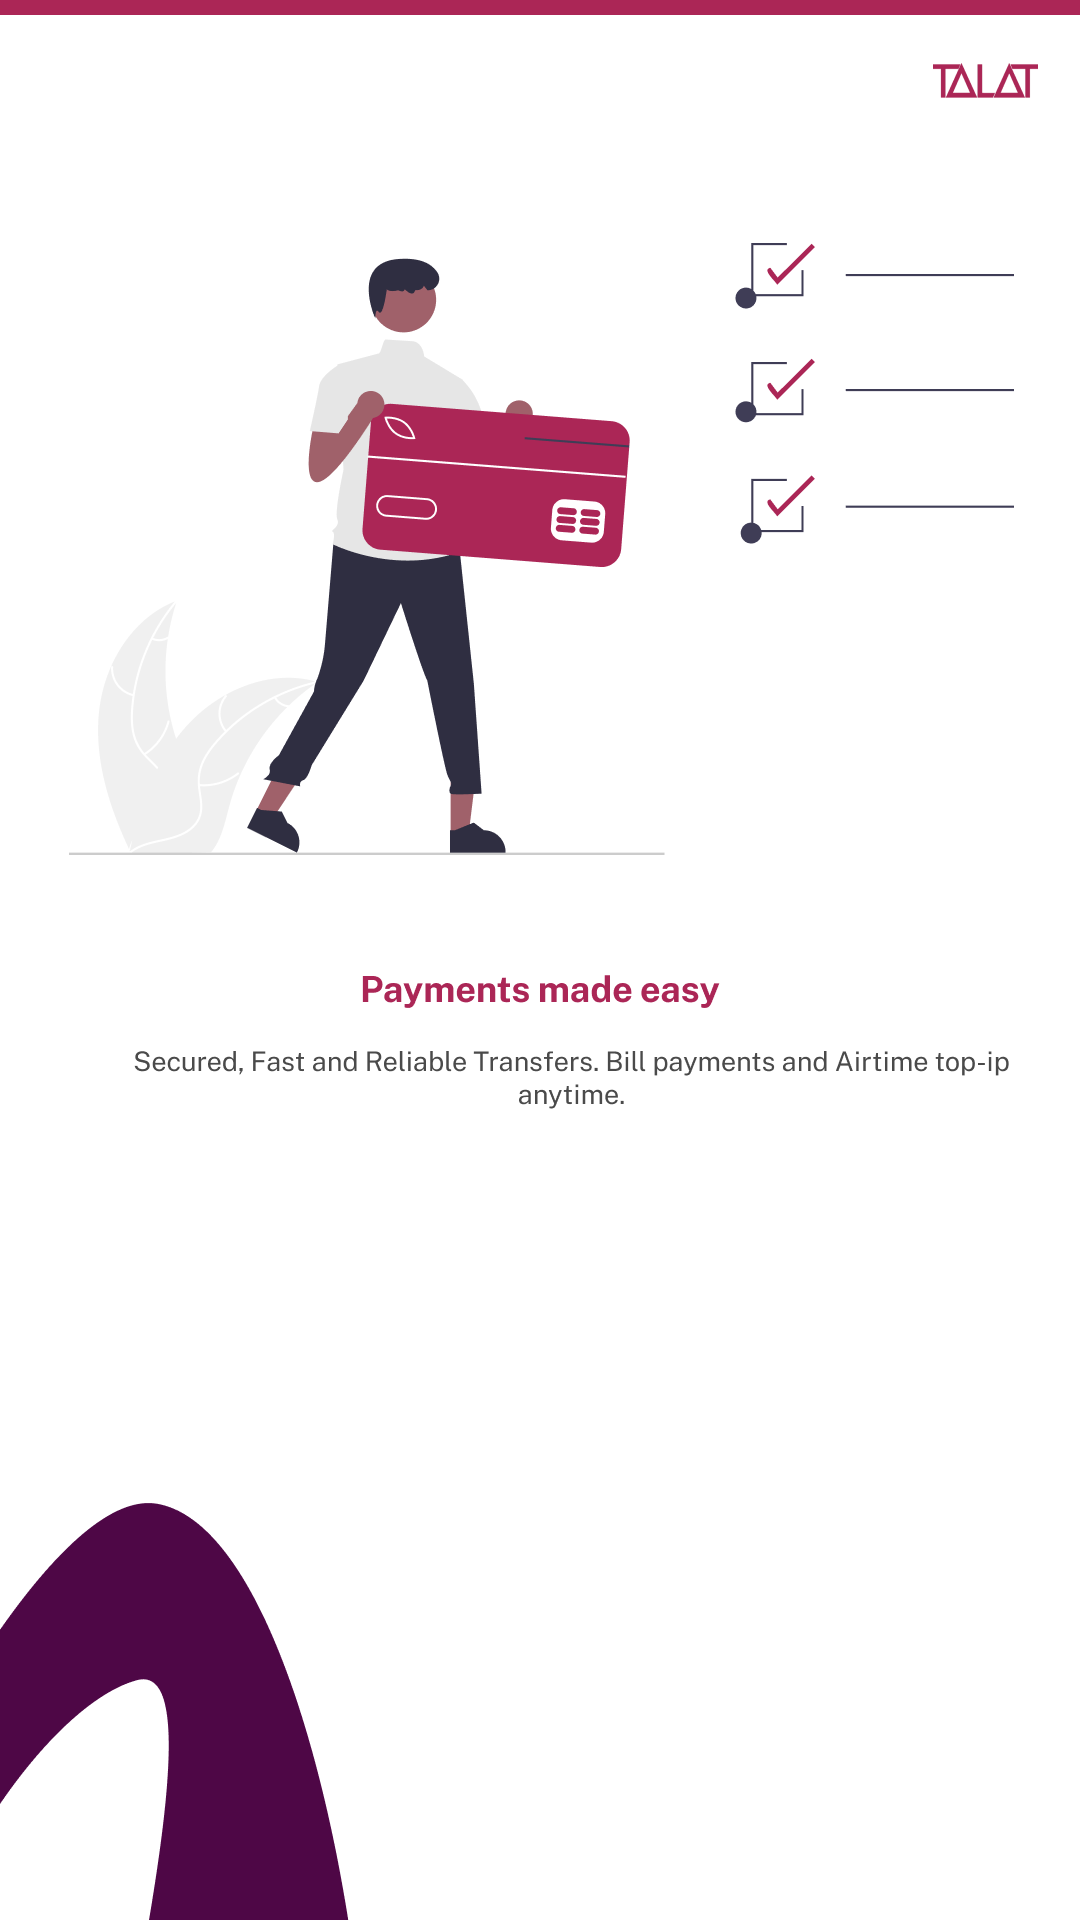 TALAT
Payments made easy
Secured, Fast and Reliable Transfers. Bill payments and Airtime top-ip
anytime.